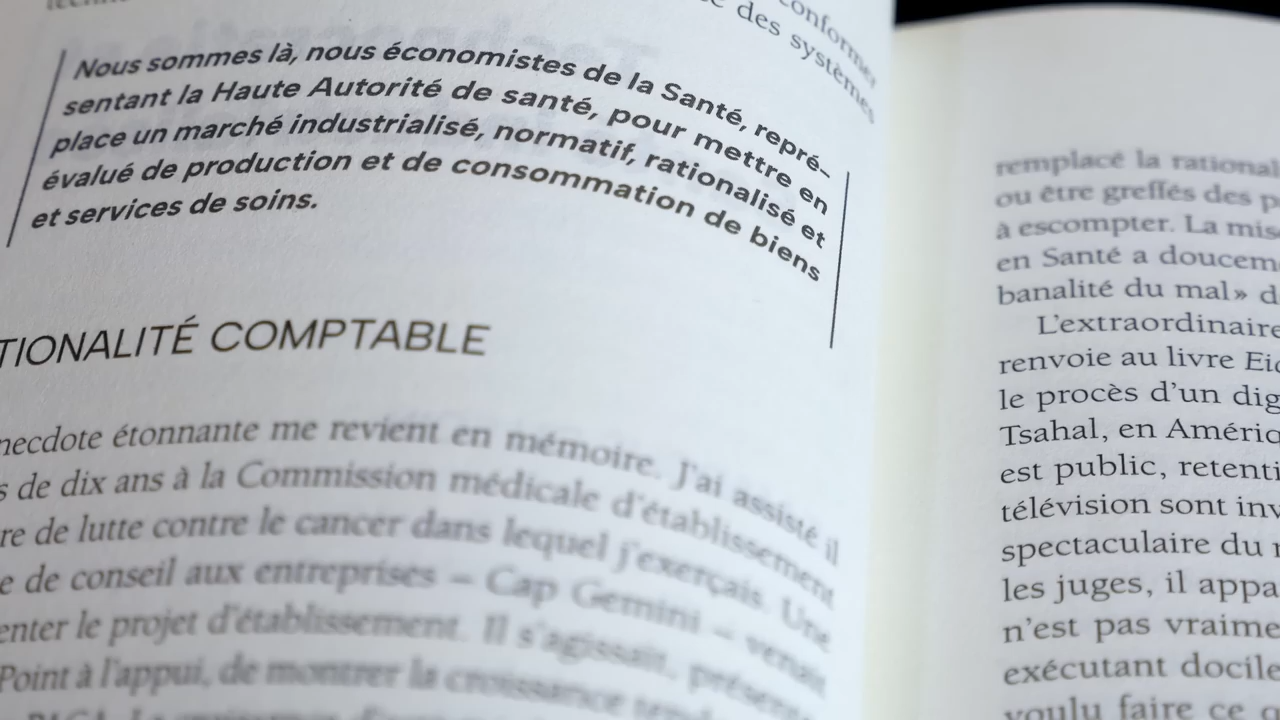 conformer
des systèmes
Nous sommes là, nous économistes de la Santé, repré-
sentant la Haute Autorité de santé, pour mettre en
place un marché industrialisé, normatif, rationalisé et
évalué de production et de consommation de biens
et services de soins.
TIONALITÉ COMPTABLE
necdote étonnante me revient en mémoire. J'ai assisté il
s de dix ans à la Commission médicale d'établissement
re de lutte contre le cancer dans lequel j'exerçais. Une
e de conseil aux entreprises – Cap Gemini – venait
enter le projet d'établissement. Il s'agissait, présente
Point à l'appui, de montrer la croissance
remplacé la rational
ou être greffés des p
à escompter. La mis
en Santé a doucem
banalité du mal» d
L'extraordinaire
renvoie au livre Eic
le procès d'un dig
Tsahal, en Améric
est public, retenti
télévision sont inv
spectaculaire du
les juges, il appa
n'est pas vraime
exécutant docile
voulu faire ce q